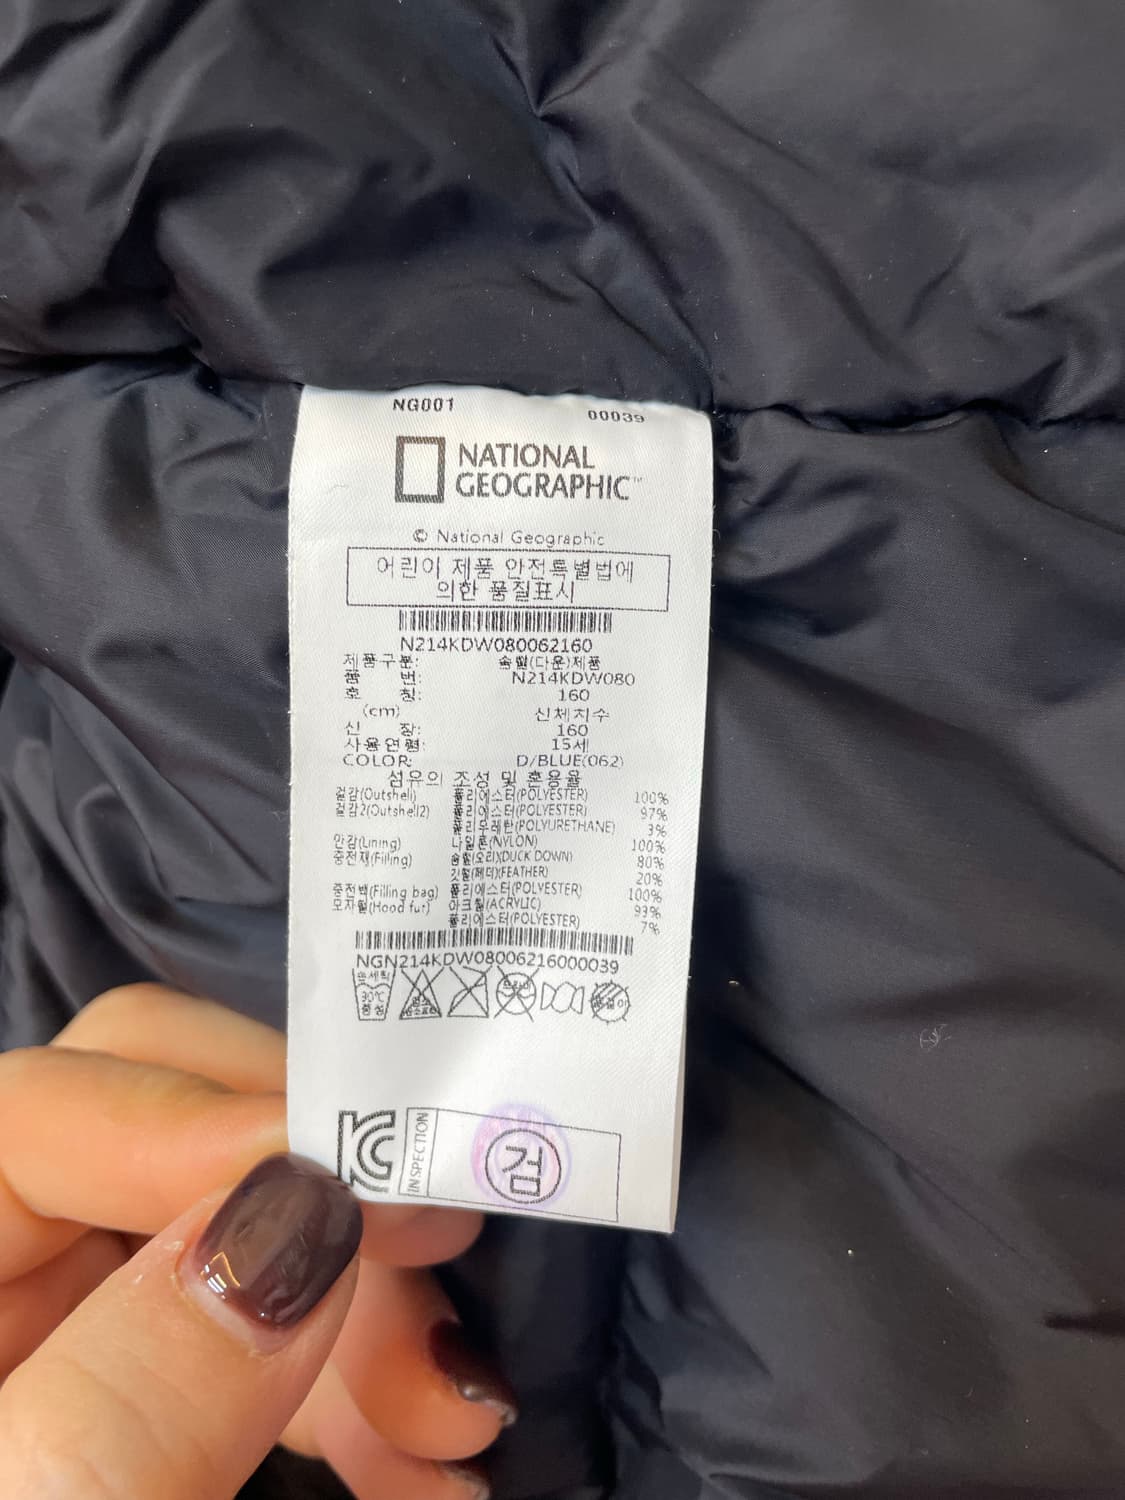 NG001 00039
NATIONAL
GEOGRAPHIC™
© National Geographic
어린이 제품 안전특별법에
의한 품질표시
N214KDW080062160
제품구분: 솜털(다운)제품
품 번: N214KDW080
호 칭: 160
(cm) 신체치수
신 장: 160
사용연령: 15세
COLOR: D/BLUE(062)
섬유의 조성 및 혼용율
겉감(Outshell) 폴리에스터(POLYESTER) 100%
겉감2(Outshell2) 폴리에스터(POLYESTER) 97%
폴리우레탄(POLYURETHANE) 3%
안감(Lining) 나일론(NYLON) 100%
충전재(Filling) 솜털(오리)(DUCK DOWN) 80%
깃털(페더)(FEATHER) 20%
충전백(Filling bag) 폴리에스터(POLYESTER) 100%
모자털(Hood fur) 아크릴(ACRYLIC) 93%
폴리에스터(POLYESTER) 7%
NGN214KDW08006216000039
손세탁
30℃
중성
KC
INSPECTION
검